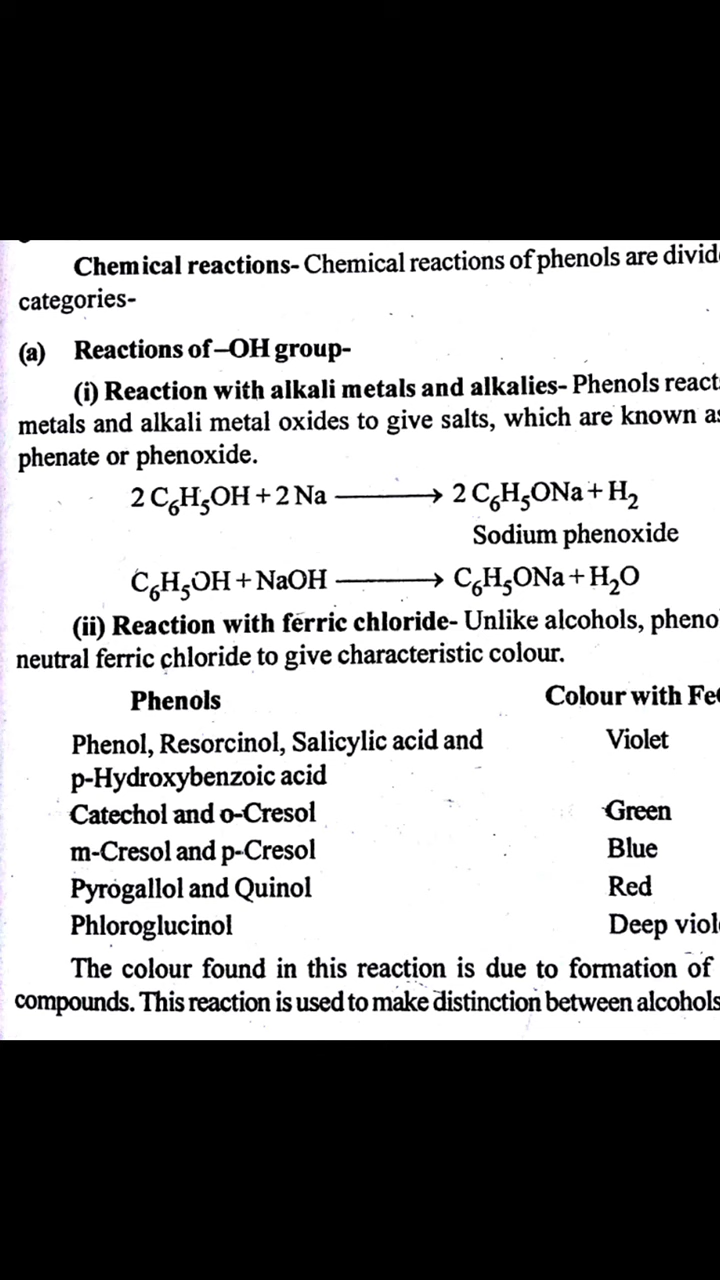 Chemical reactions- Chemical reactions of phenols are divid
categories-
(a) Reactions of –OH group-
(i) Reaction with alkali metals and alkalies- Phenols react
metals and alkali metal oxides to give salts, which are known as
phenate or phenoxide.
2 C₆H₅OH + 2 Na ⟶ 2 C₆H₅ONa + H₂
Sodium phenoxide
C₆H₅OH + NaOH ⟶ C₆H₅ONa + H₂O
(ii) Reaction with ferric chloride- Unlike alcohols, pheno
neutral ferric chloride to give characteristic colour.
Phenols Colour with Fe
Phenol, Resorcinol, Salicylic acid and Violet
p-Hydroxybenzoic acid
Catechol and o-Cresol Green
m-Cresol and p-Cresol Blue
Pyrogallol and Quinol Red
Phloroglucinol Deep viol
The colour found in this reaction is due to formation of
compounds. This reaction is used to make distinction between alcohols